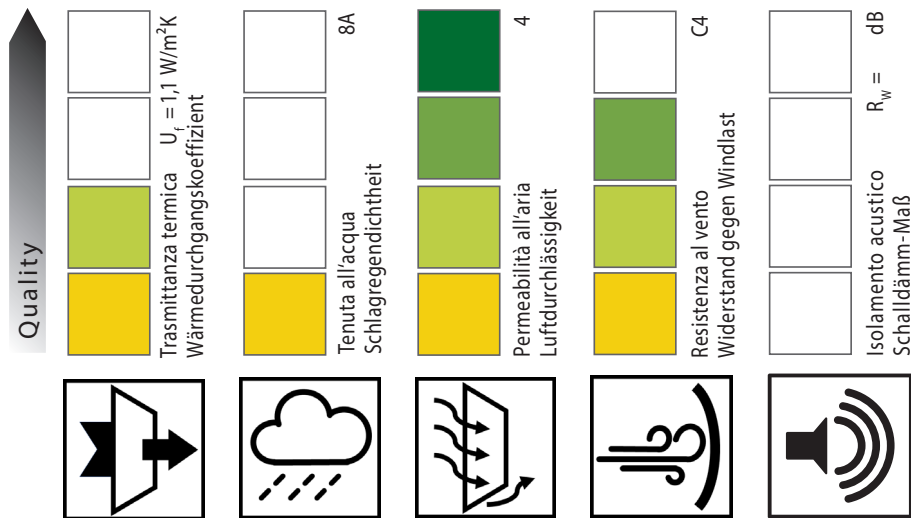 Quality
Trasmittanza termica
Wärmedurchgangskoeffizient
U_f = 1,1 W/m²K
Tenuta all'acqua
Schlagregendichtheit
8A
Permeabilità all'aria
Luftdurchlässigkeit
4
Resistenza al vento
Widerstand gegen Windlast
C4
Isolamento acustico
Schalldämm-Maß
R_w = dB